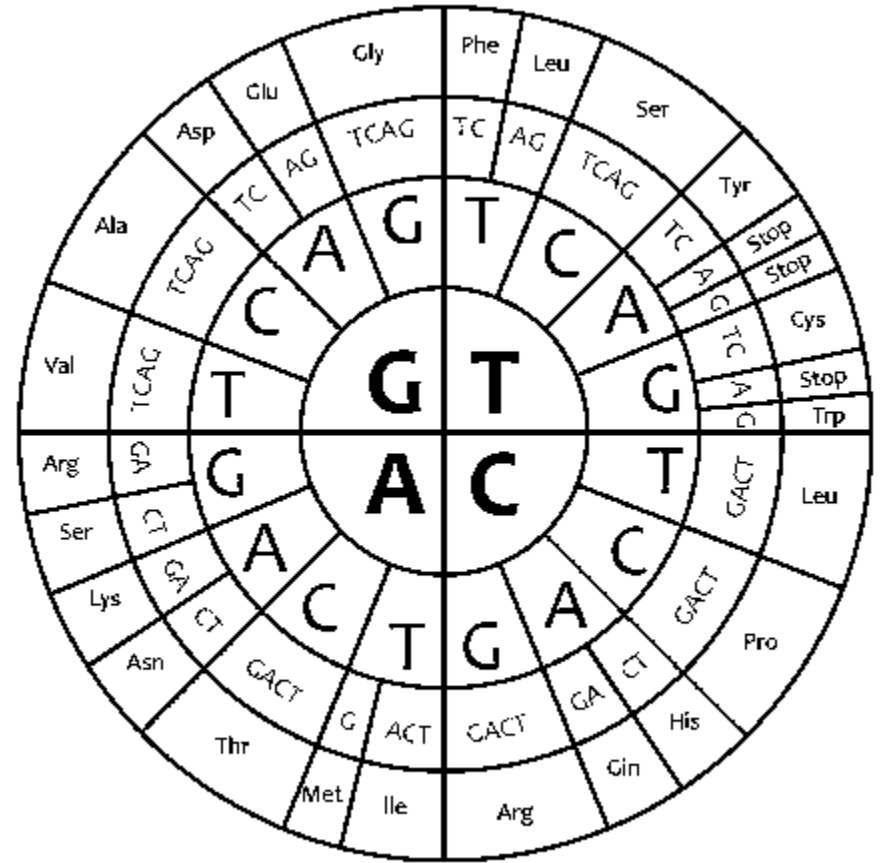 Phe
Leu
Ser
Tyr
Stop
Stop
Cys
Stop
Trp
Leu
Pro
His
Gin
Arg
Ile
Met
Thr
Asn
Lys
Ser
Arg
Val
Ala
Asp
Glu
Gly
TC
AG
TCAG
TC
A
G
TC
A
G
GACT
GACT
CT
GA
GACT
ACT
G
GACT
CT
GA
CT
GA
TCAG
TCAG
TC
AG
TCAG
T
C
A
G
T
C
A
G
T
C
A
G
T
C
A
G
G
T
A
C